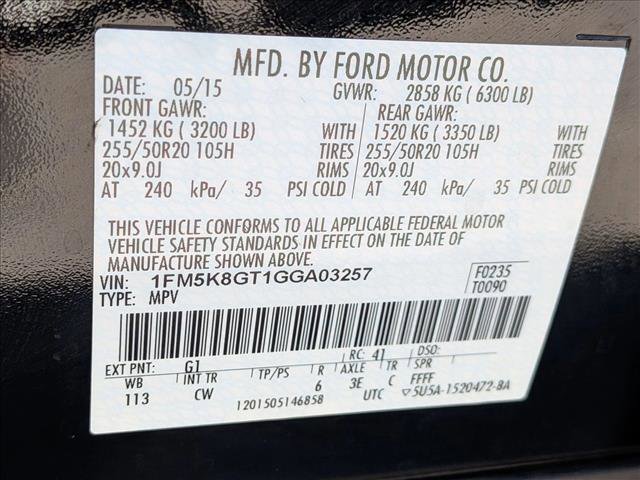 MFD. BY FORD MOTOR CO.
DATE: 05/15 GVWR: 2858 KG ( 6300 LB)
FRONT GAWR: REAR GAWR:
1452 KG ( 3200 LB) WITH 1520 KG ( 3350 LB) WITH
255/50R20 105H TIRES 255/50R20 105H TIRES
20x9.0J RIMS 20x9.0J RIMS
AT 240 kPa/ 35 PSI COLD AT 240 kPa/ 35 PSI COLD
THIS VEHICLE CONFORMS TO ALL APPLICABLE FEDERAL MOTOR
VEHICLE SAFETY STANDARDS IN EFFECT ON THE DATE OF
MANUFACTURE SHOWN ABOVE.
VIN: 1FM5K8GT1GGA03257 F0235
TYPE: MPV T0090
EXT PNT: G1 RC: 41 DSO:
WB INT TR TP/PS R AXLE TR SPR
113 CW 6 3E C FFFF
1201505146858 UTC 5U5A-1520472-BA